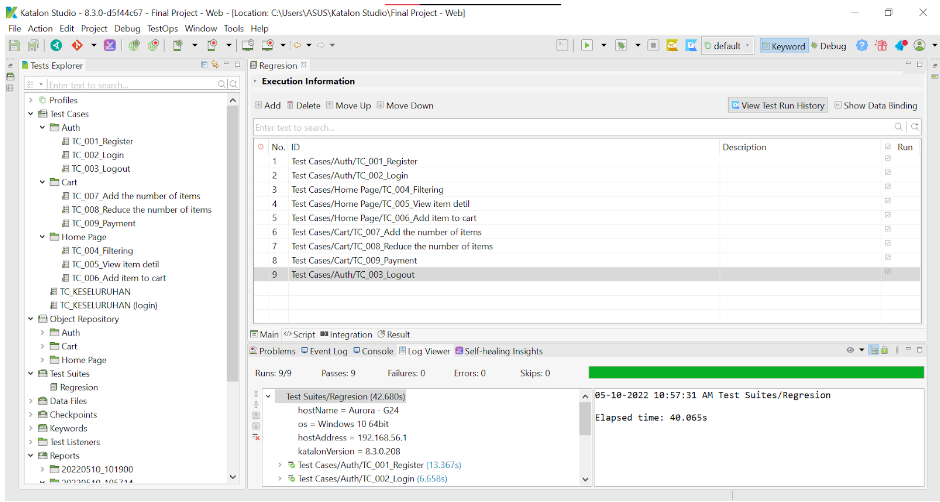 Katalon Studio - 8.3.0-d5f44c67 - Final Project - Web - [Location: C:\Users\ASUS\Katalon Studio\Final Project - Web]
File Action Edit Project Debug TestOps Window Tools Help
default Keyword Debug
Tests Explorer
Enter text to search...
Profiles
Test Cases
Auth
TC_001_Register
TC_002_Login
TC_003_Logout
Cart
TC_007_Add the number of items
TC_008_Reduce the number of items
TC_009_Payment
Home Page
TC_004_Filtering
TC_005_View item detil
TC_006_Add item to cart
TC_KESELURUHAN
TC_KESELURUHAN (login)
Object Repository
Auth
Cart
Home Page
Test Suites
Regresion
Data Files
Checkpoints
Keywords
Test Listeners
Reports
20220510_101900
20220510_105714
Regresion
Execution Information
Add Delete Move Up Move Down View Test Run History Show Data Binding
Enter text to search...
No. ID Description Run
1 Test Cases/Auth/TC_001_Register
2 Test Cases/Auth/TC_002_Login
3 Test Cases/Home Page/TC_004_Filtering
4 Test Cases/Home Page/TC_005_View item detil
5 Test Cases/Home Page/TC_006_Add item to cart
6 Test Cases/Cart/TC_007_Add the number of items
7 Test Cases/Cart/TC_008_Reduce the number of items
8 Test Cases/Cart/TC_009_Payment
9 Test Cases/Auth/TC_003_Logout
Main Script Integration Result
Problems Event Log Console Log Viewer Self-healing Insights
Runs: 9/9 Passes: 9 Failures: 0 Errors: 0 Skips: 0
Test Suites/Regresion (42.680s)
hostName = Aurora - G24
os = Windows 10 64bit
hostAddress = 192.168.56.1
katalonVersion = 8.3.0.208
Test Cases/Auth/TC_001_Register (13.367s)
Test Cases/Auth/TC_002_Login (6.658s)
05-10-2022 10:57:31 AM Test Suites/Regresion
Elapsed time: 40.065s